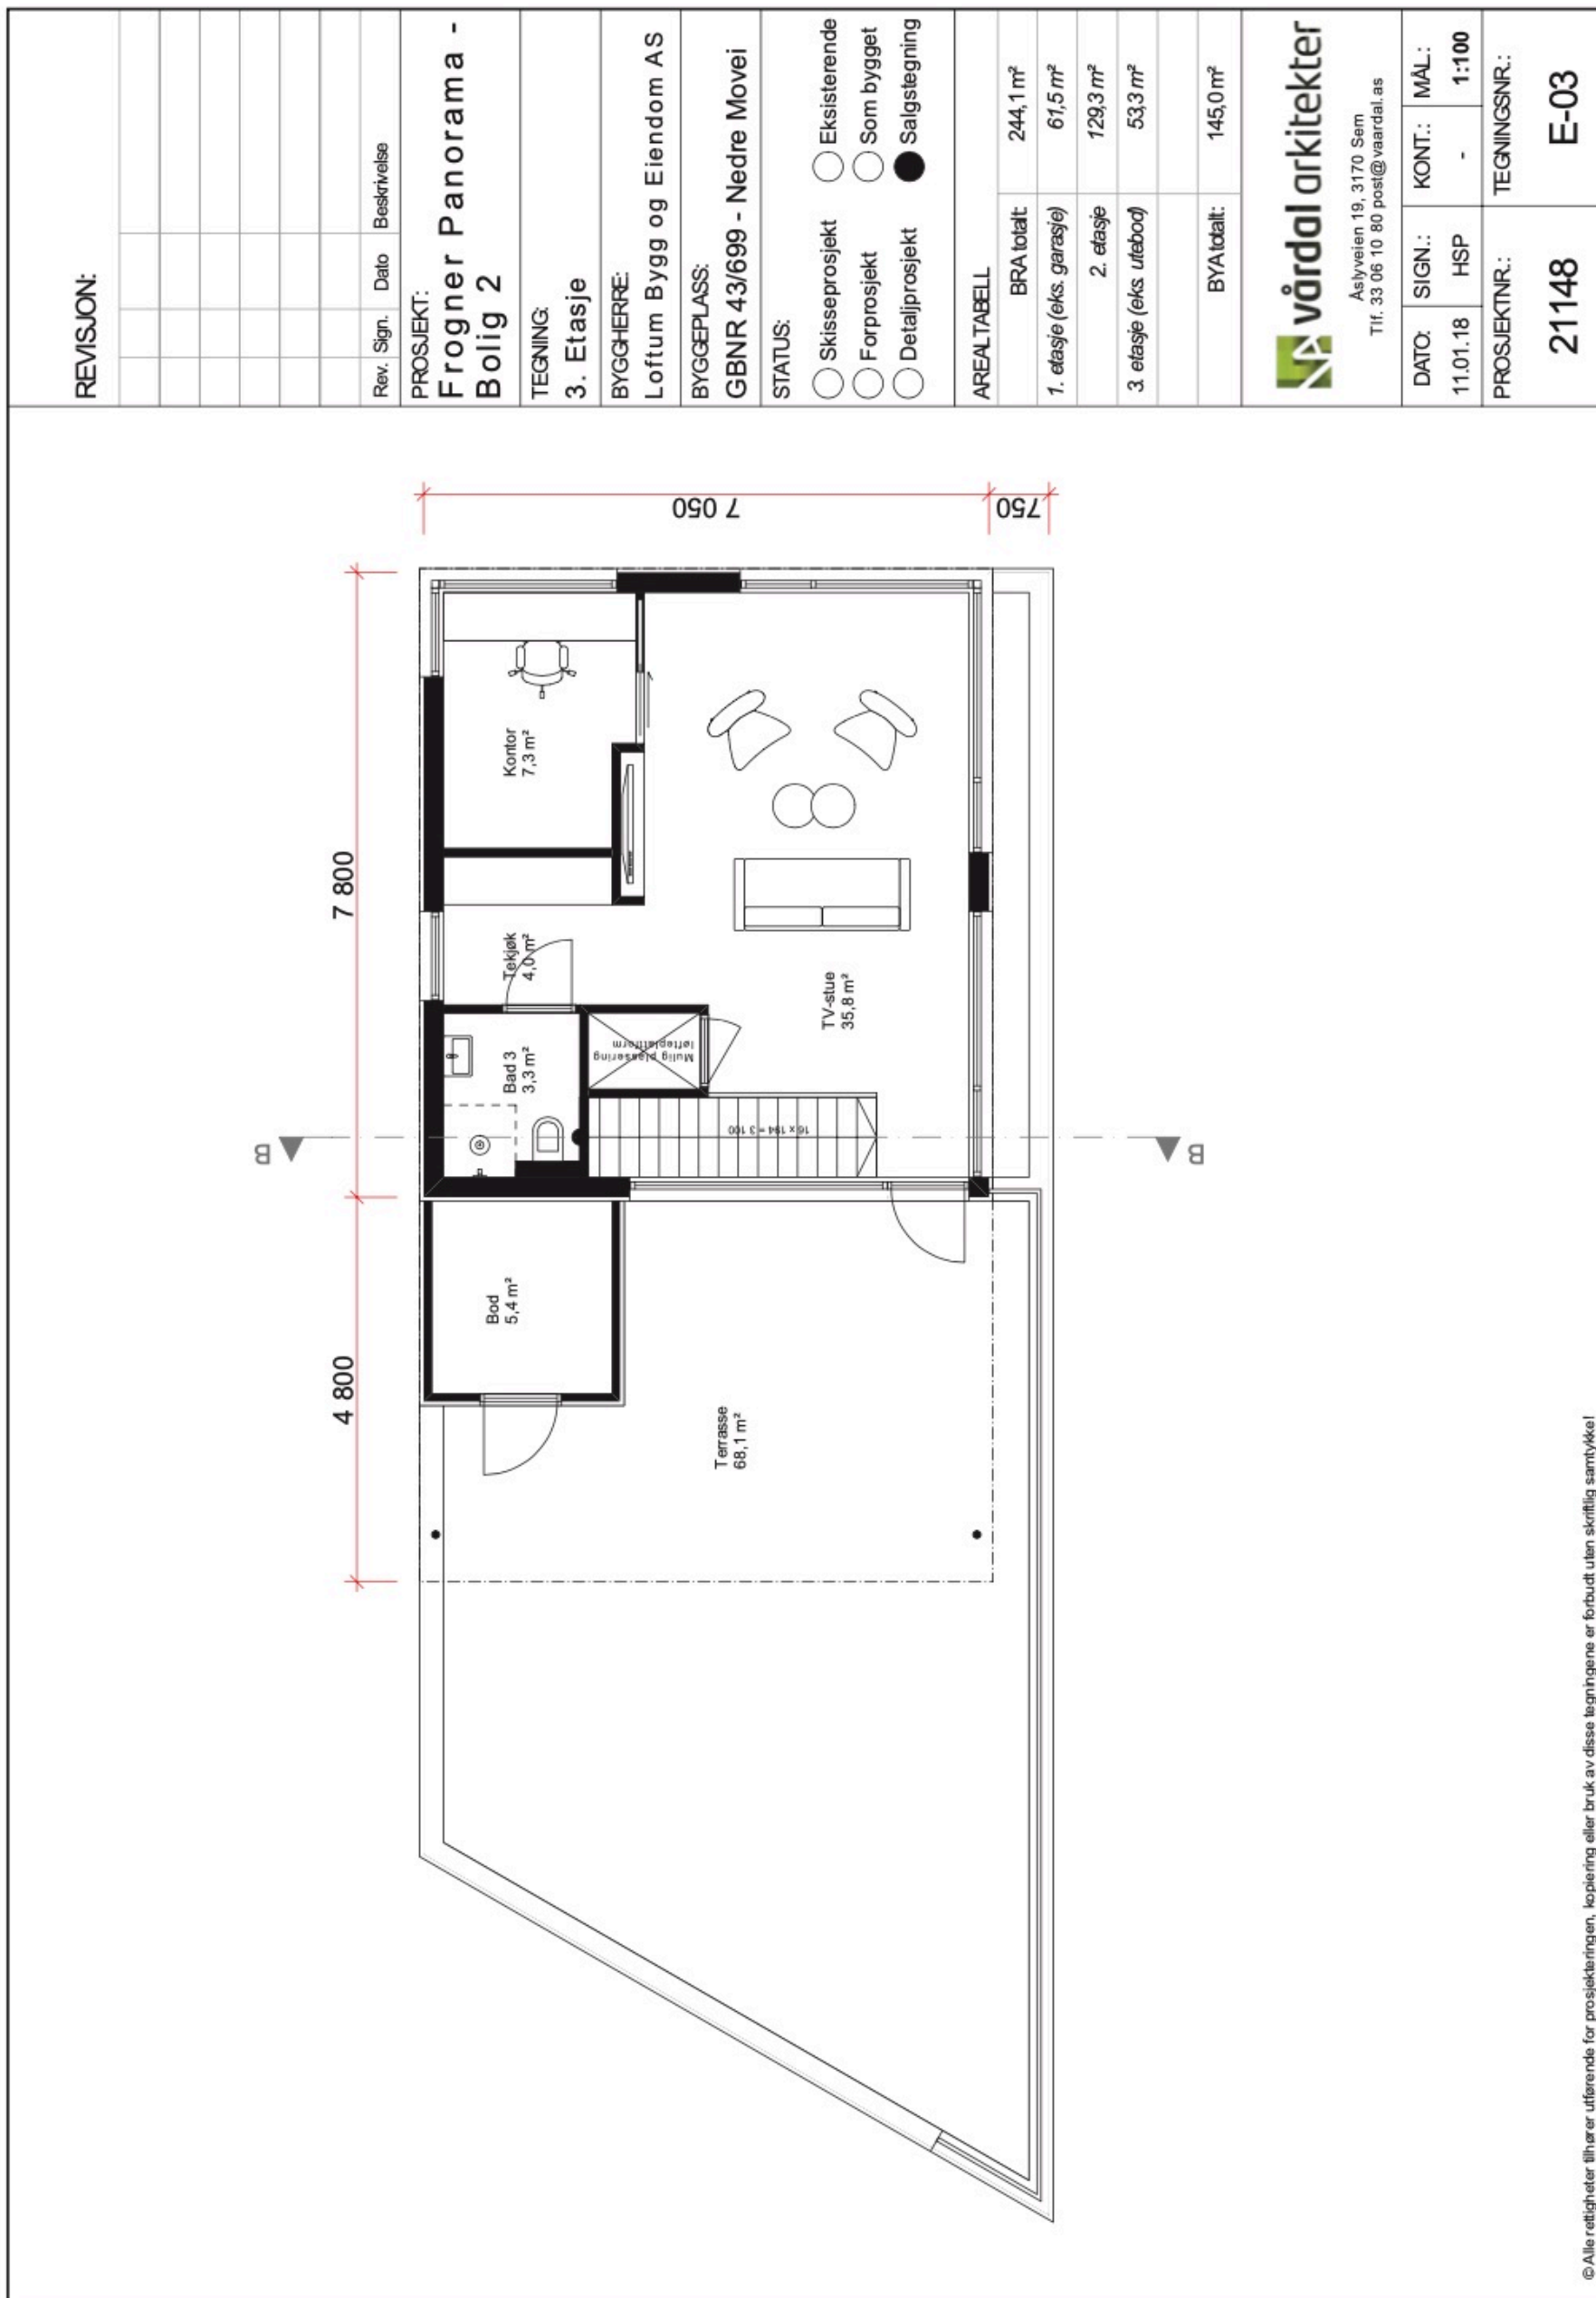 REVISJON:
Rev. Sign. Dato Beskrivelse
PROSJEKT:
Frogner Panorama -
Bolig 2
TEGNING:
3. Etasje
BYGGHERRE:
Loftum Bygg og Eiendom AS
BYGGEPLASS:
GBNR 43/699 - Nedre Movei
STATUS:
Skisseprosjekt Eksisterende
Forprosjekt Som bygget
Detaljprosjekt Salgstegning
AREALTABELL
BRA totalt: 244,1 m²
1. etasje (eks. garasje) 61,5 m²
2. etasje 129,3 m²
3. etasje (eks. utebod) 53,3 m²
BYA totalt: 145,0 m²
vårdal arkitekter
Åslyveien 19, 3170 Sem
Tlf. 33 06 10 80 post@vaardal.as
DATO: SIGN.: KONT.: MÅL.:
11.01.18 HSP - 1:100
PROSJEKTNR.: TEGNINGSNR.:
21148 E-03
4 800
7 800
7 050
750
B
B
Kontor
7,3 m²
Tekjøk
4,0 m²
Bad 3
3,3 m²
Mulig plassering
løfteplattform
TV-stue
35,8 m²
16 x 194 = 3 100
Bod
5,4 m²
Terrasse
68,1 m²
© Alle rettigheter tilhører utførende for prosjekteringen, kopiering eller bruk av disse tegningene er forbudt uten skriftlig samtykke!